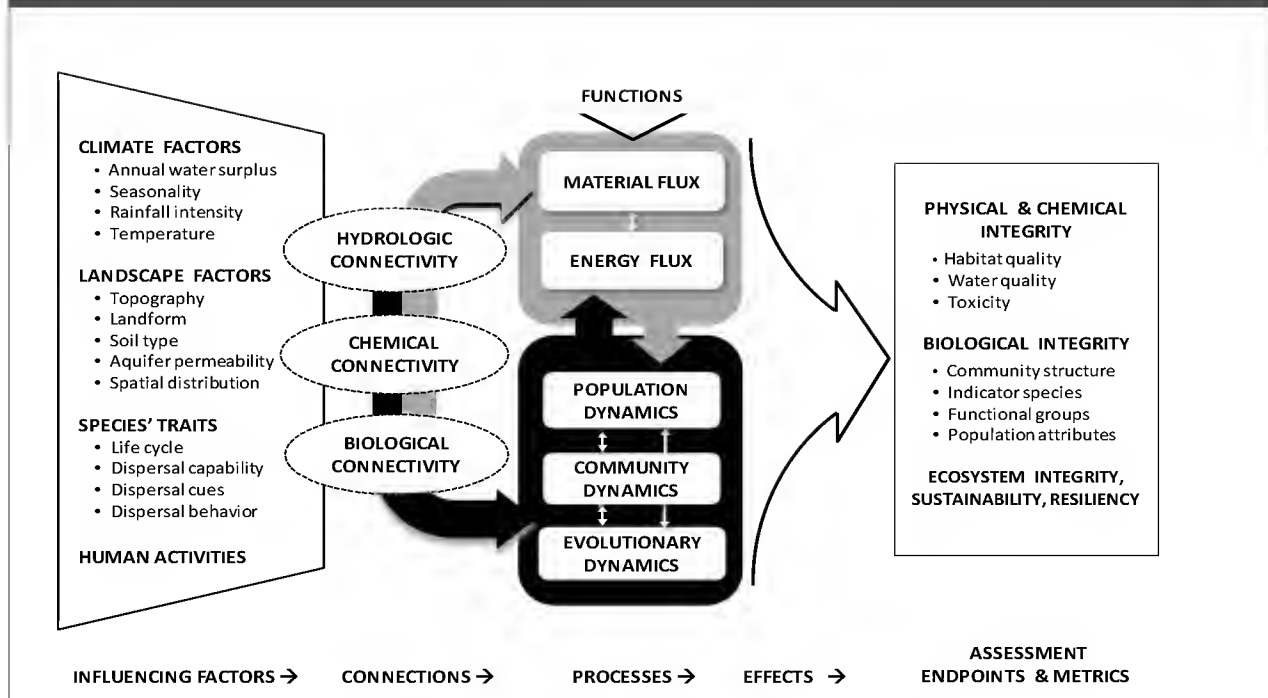 CLIMATE FACTORS
• Annual water surplus
• Seasonality
• Rainfall intensity
• Temperature
LANDSCAPE FACTORS
• Topography
• Landform
• Soil type
• Aquifer permeability
• Spatial distribution
SPECIES' TRAITS
• Life cycle
• Dispersal capability
• Dispersal cues
• Dispersal behavior
HUMAN ACTIVITIES
HYDROLOGIC
CONNECTIVITY
CHEMICAL
CONNECTIVITY
BIOLOGICAL
CONNECTIVITY
FUNCTIONS
MATERIAL FLUX
ENERGY FLUX
POPULATION
DYNAMICS
COMMUNITY
DYNAMICS
EVOLUTIONARY
DYNAMICS
PHYSICAL & CHEMICAL
INTEGRITY
• Habitat quality
• Water quality
• Toxicity
BIOLOGICAL INTEGRITY
• Community structure
• Indicator species
• Functional groups
• Population attributes
ECOSYSTEM INTEGRITY,
SUSTAINABILITY, RESILIENCY
INFLUENCING FACTORS →
CONNECTIONS →
PROCESSES →
EFFECTS →
ASSESSMENT
ENDPOINTS & METRICS